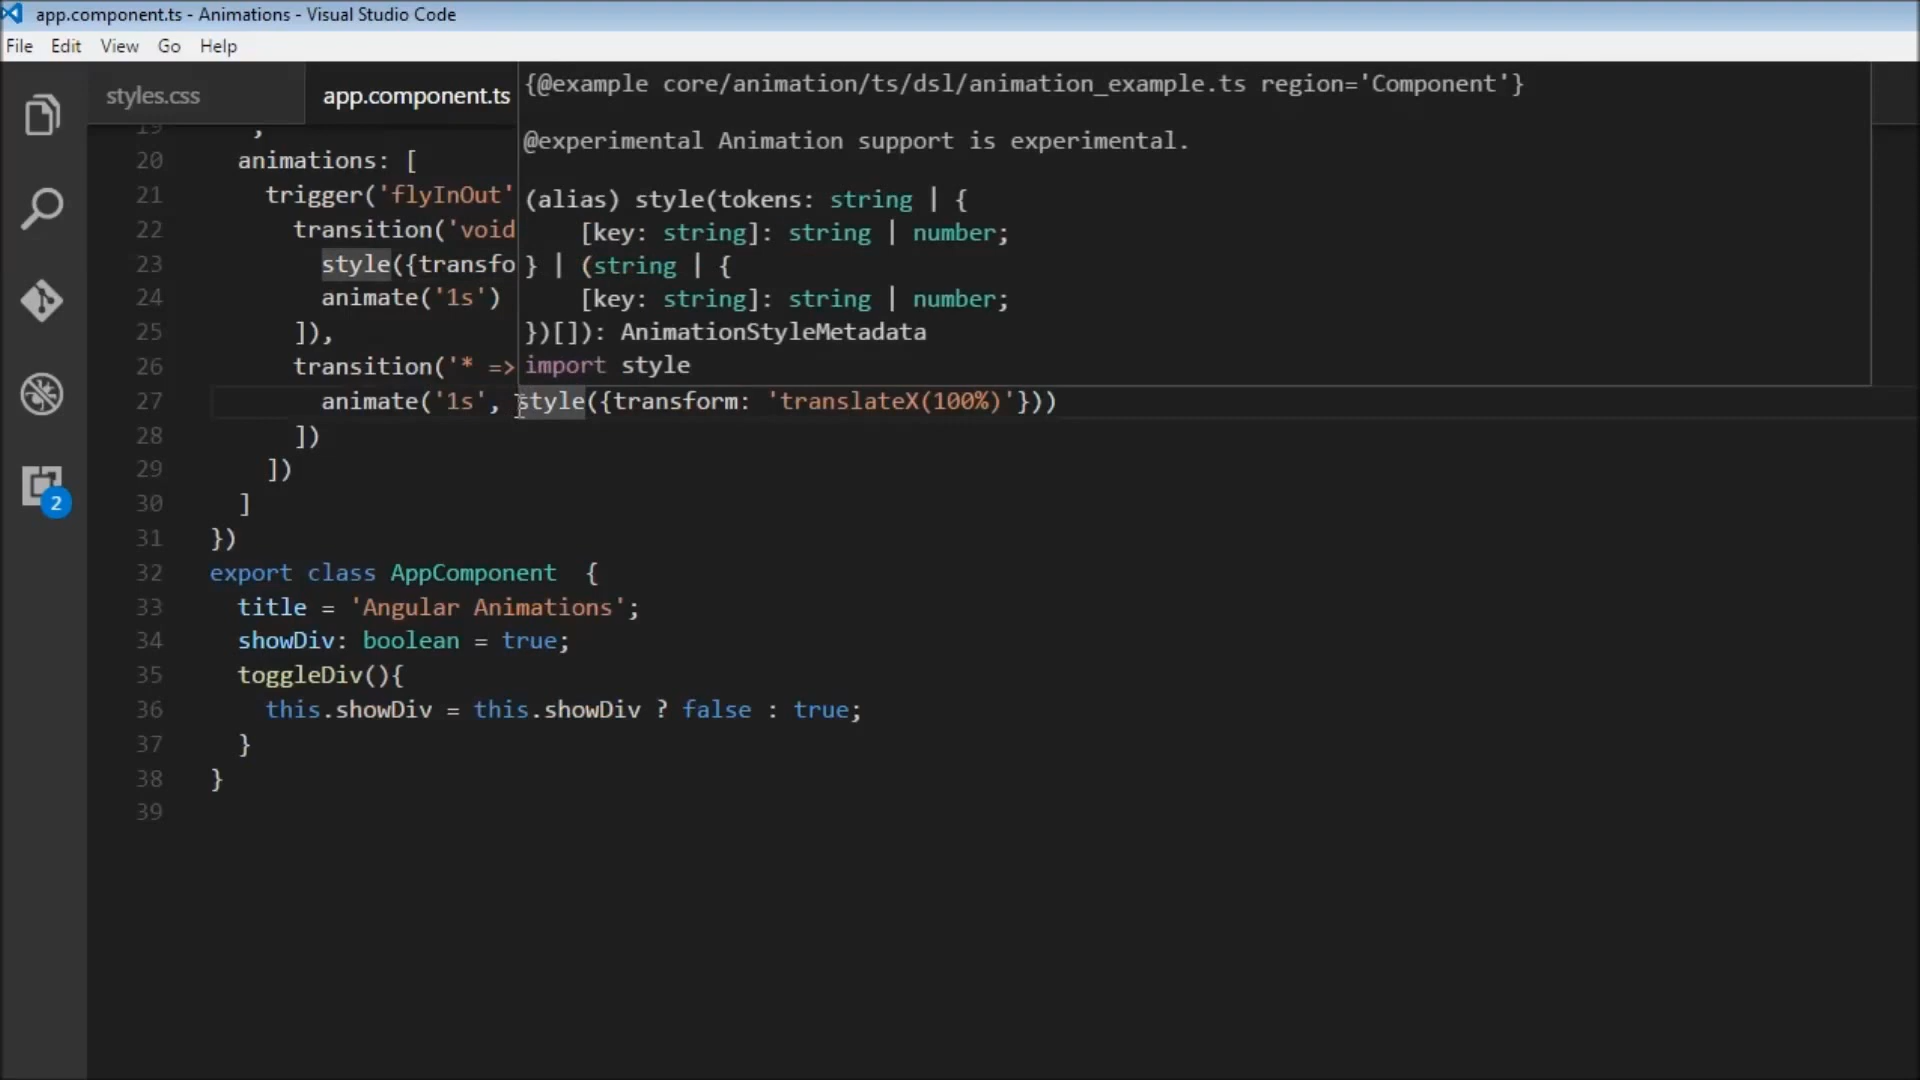 app.component.ts - Animations - Visual Studio Code
File Edit View Go Help
styles.css app.component.ts
{@example core/animation/ts/dsl/animation_example.ts region='Component'}
@experimental Animation support is experimental.
(alias) style(tokens: string | {
[key: string]: string | number;
} | (string | {
[key: string]: string | number;
})[]): AnimationStyleMetadata
import style
19 ,
20 animations: [
21 trigger('flyInOut'
22 transition('void
23 style({transfo
24 animate('1s')
25 ]),
26 transition('* =>
27 animate('1s', style({transform: 'translateX(100%)'}))
28 ])
29 ])
30 ]
31 })
32 export class AppComponent {
33 title = 'Angular Animations';
34 showDiv: boolean = true;
35 toggleDiv(){
36 this.showDiv = this.showDiv ? false : true;
37 }
38 }
39
2